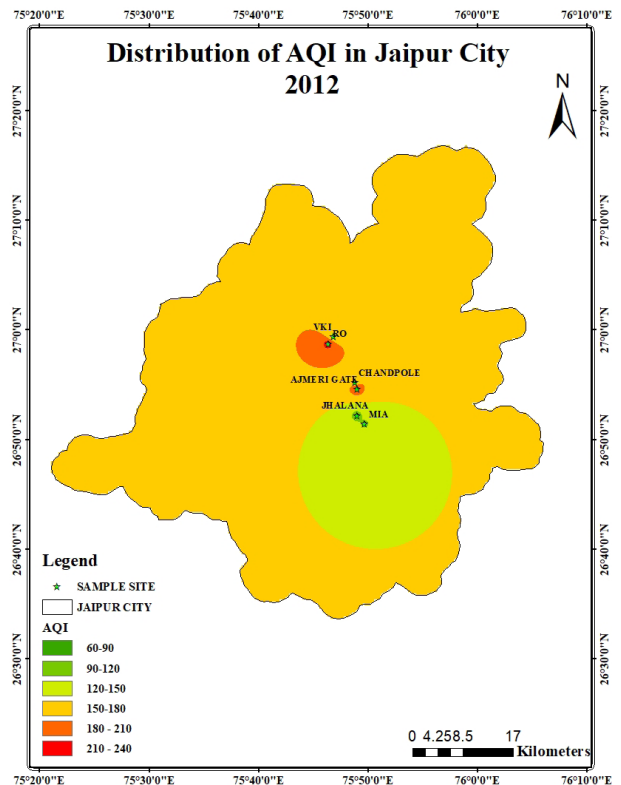 75°20'0"E 75°30'0"E 75°40'0"E 75°50'0"E 76°0'0"E 76°10'0"E
Distribution of AQI in Jaipur City
2012
N
27°20'0"N 27°20'0"N
27°10'0"N 27°10'0"N
27°0'0"N 27°0'0"N
VKI
RO
CHANDPOLE
AJMERI GATE
JHALANA
MIA
26°50'0"N 26°50'0"N
26°40'0"N 26°40'0"N
Legend
SAMPLE SITE
JAIPUR CITY
AQI
60-90
90-120
120-150
150-180
180 - 210
210 - 240
26°30'0"N 26°30'0"N
0 4.258.5 17
Kilometers
75°20'0"E 75°30'0"E 75°40'0"E 75°50'0"E 76°0'0"E 76°10'0"E